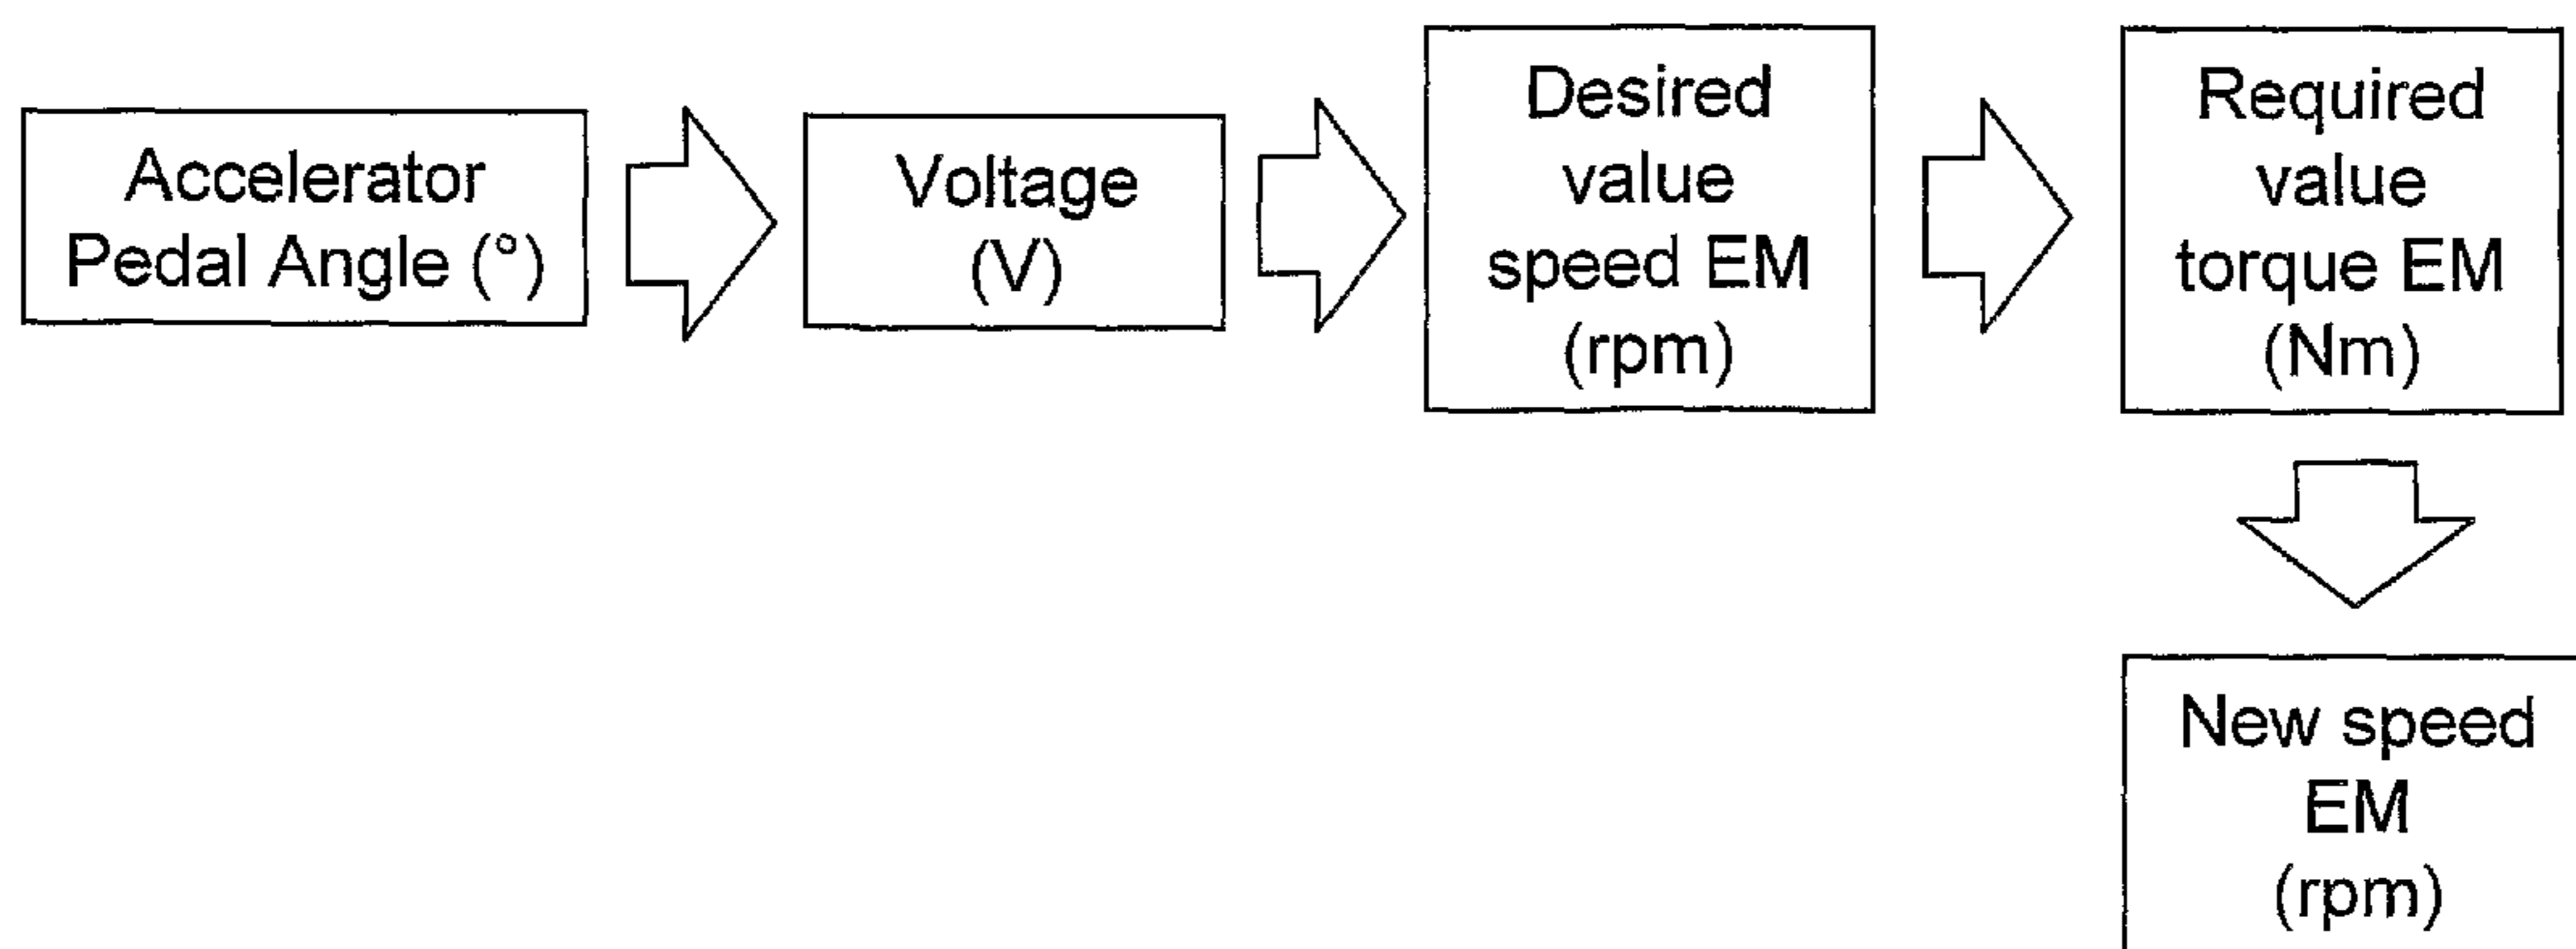 Accelerator
Pedal Angle (°)
Voltage
(V)
Desired
value
speed EM
(rpm)
Required
value
torque EM
(Nm)
New speed
EM
(rpm)